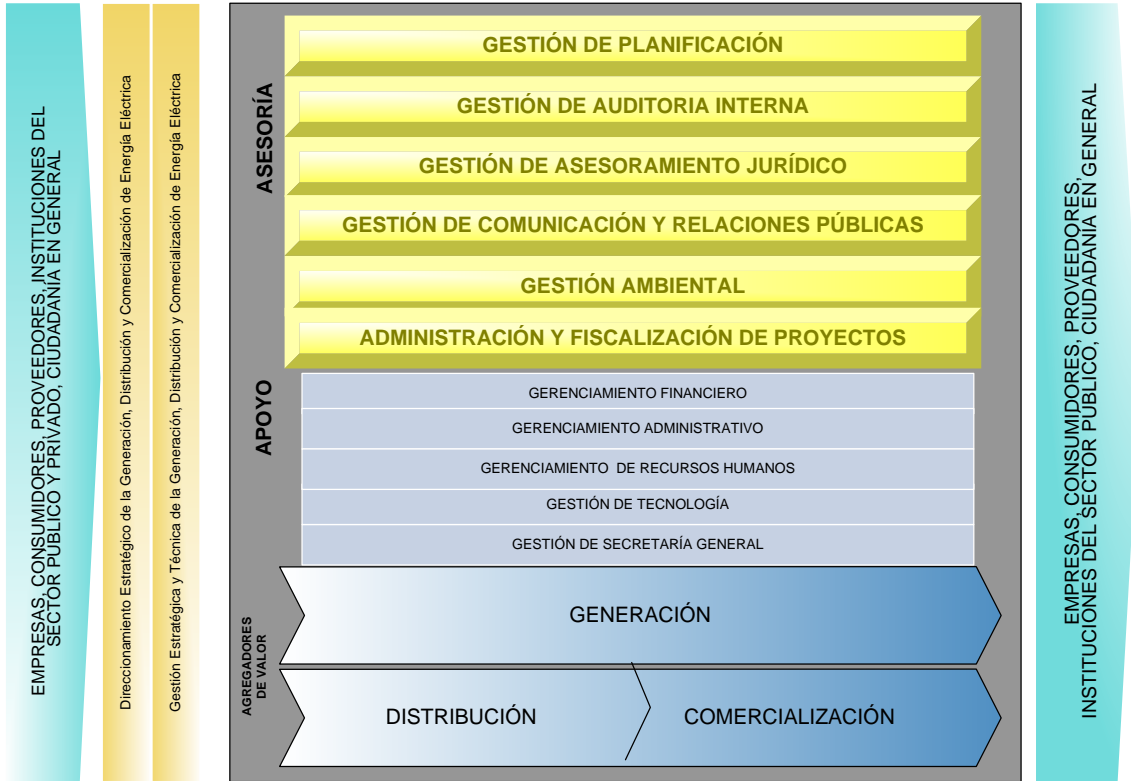 EMPRESAS, CONSUMIDORES, PROVEEDORES, INSTITUCIONES DEL
SECTOR PÚBLICO Y PRIVADO, CIUDADANÍA EN GENERAL
Direccionamiento Estratégico de la Generación, Distribución y Comercialización de Energía Eléctrica
Gestión Estratégica y Técnica de la Generación, Distribución y Comercialización de Energía Eléctrica
ASESORÍA
GESTIÓN DE PLANIFICACIÓN
GESTIÓN DE AUDITORIA INTERNA
GESTIÓN DE ASESORAMIENTO JURÍDICO
GESTIÓN DE COMUNICACIÓN Y RELACIONES PÚBLICAS
GESTIÓN AMBIENTAL
ADMINISTRACIÓN Y FISCALIZACIÓN DE PROYECTOS
APOYO
GERENCIAMIENTO FINANCIERO
GERENCIAMIENTO ADMINISTRATIVO
GERENCIAMIENTO DE RECURSOS HUMANOS
GESTIÓN DE TECNOLOGÍA
GESTIÓN DE SECRETARÍA GENERAL
AGREGADORES
DE VALOR
GENERACIÓN
DISTRIBUCIÓN
COMERCIALIZACIÓN
EMPRESAS, CONSUMIDORES, PROVEEDORES,
INSTITUCIONES DEL SECTOR PÚBLICO, CIUDADANÍA EN GENERAL